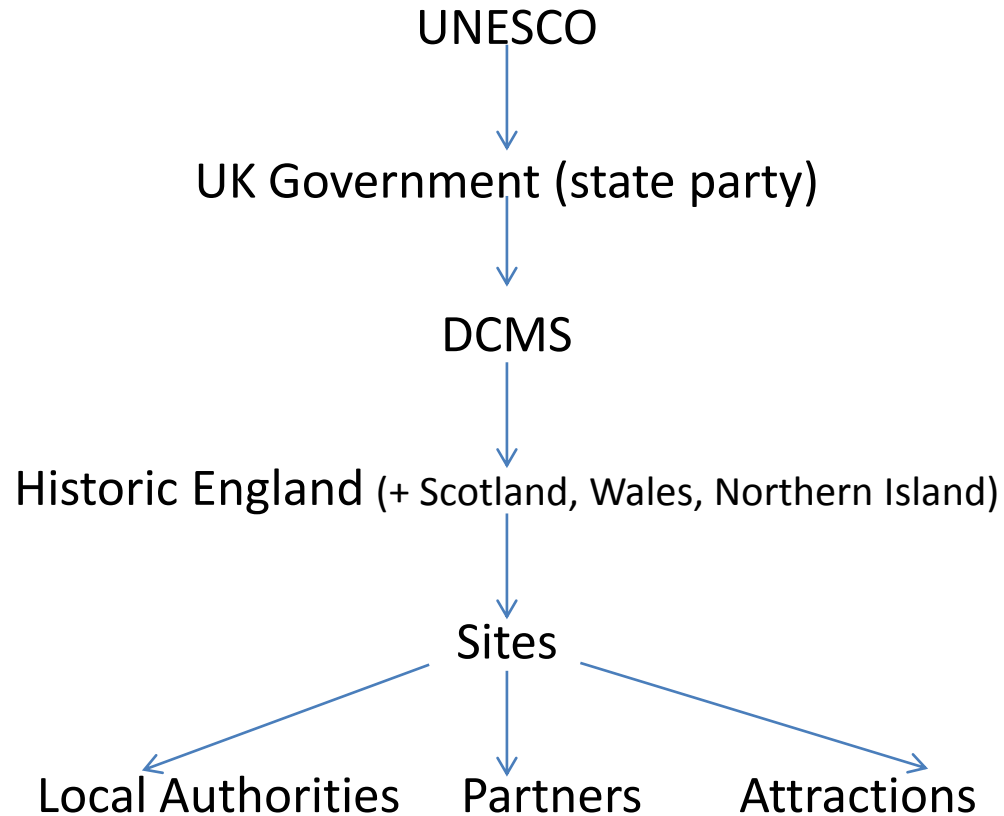 UNESCO
UK Government (state party)
DCMS
Historic England (+ Scotland, Wales, Northern Island)
Sites
Local Authorities Partners Attractions